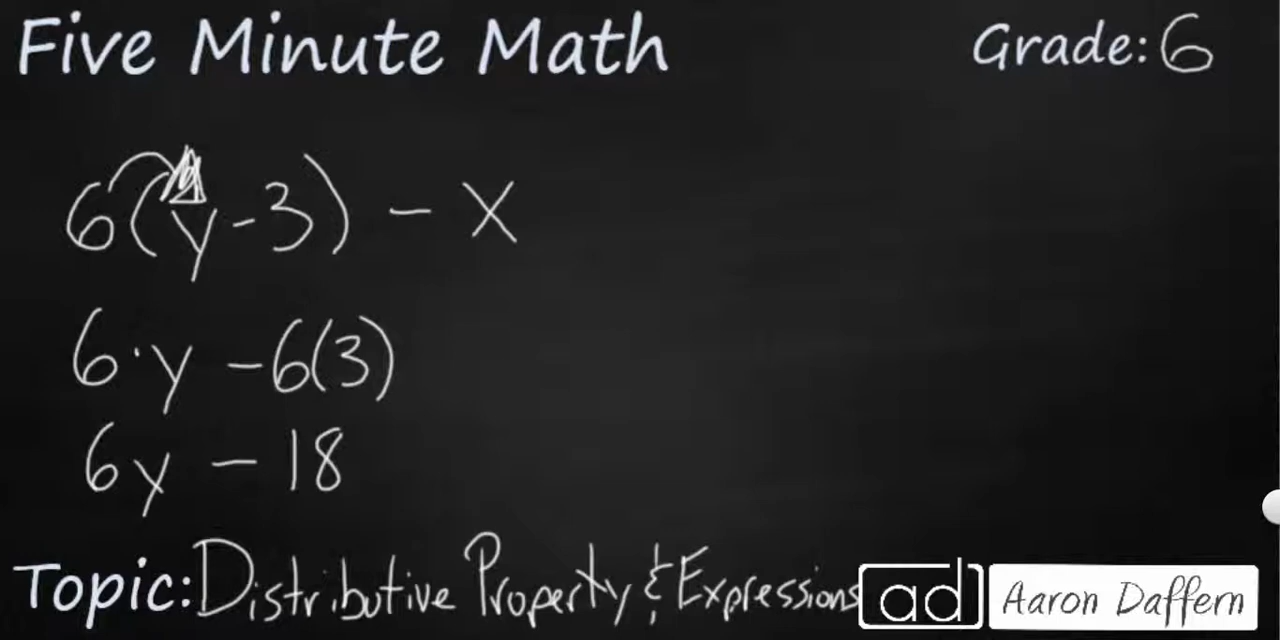 Five Minute Math Grade: 6
6(y-3) - x
6·y - 6(3)
6y - 18
Topic: Distributive Property & Expressions ad Aaron Daffern